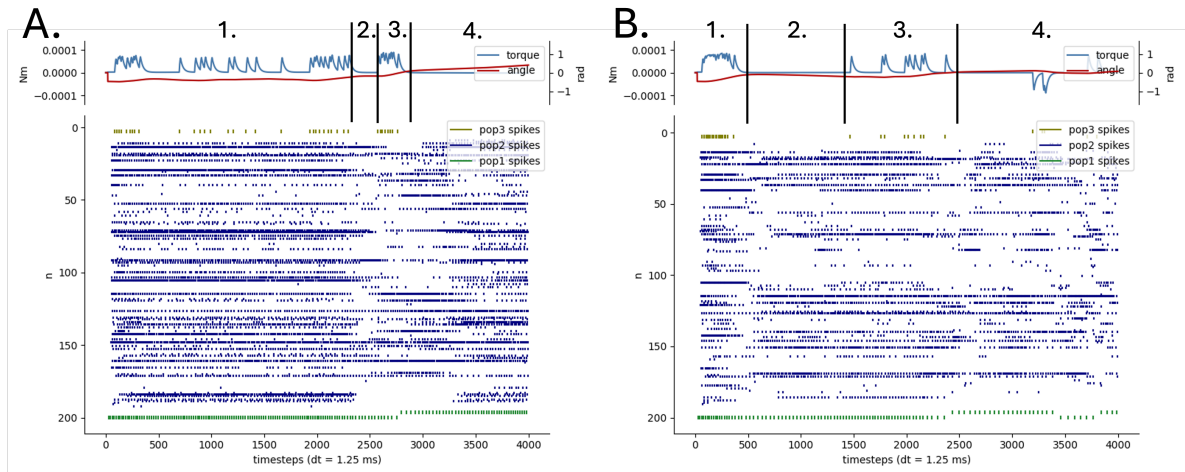 A.
1. 2. 3. 4.
0.0001
0.0000
−0.0001
Nm
torque
angle
1
0
−1
rad
0
50
100
150
200
n
pop3 spikes
pop2 spikes
pop1 spikes
0 500 1000 1500 2000 2500 3000 3500 4000
timesteps (dt = 1.25 ms)
B.
1. 2. 3. 4.
0.0001
0.0000
−0.0001
Nm
torque
angle
1
0
−1
rad
0
50
100
150
200
n
pop3 spikes
pop2 spikes
pop1 spikes
0 500 1000 1500 2000 2500 3000 3500 4000
timesteps (dt = 1.25 ms)